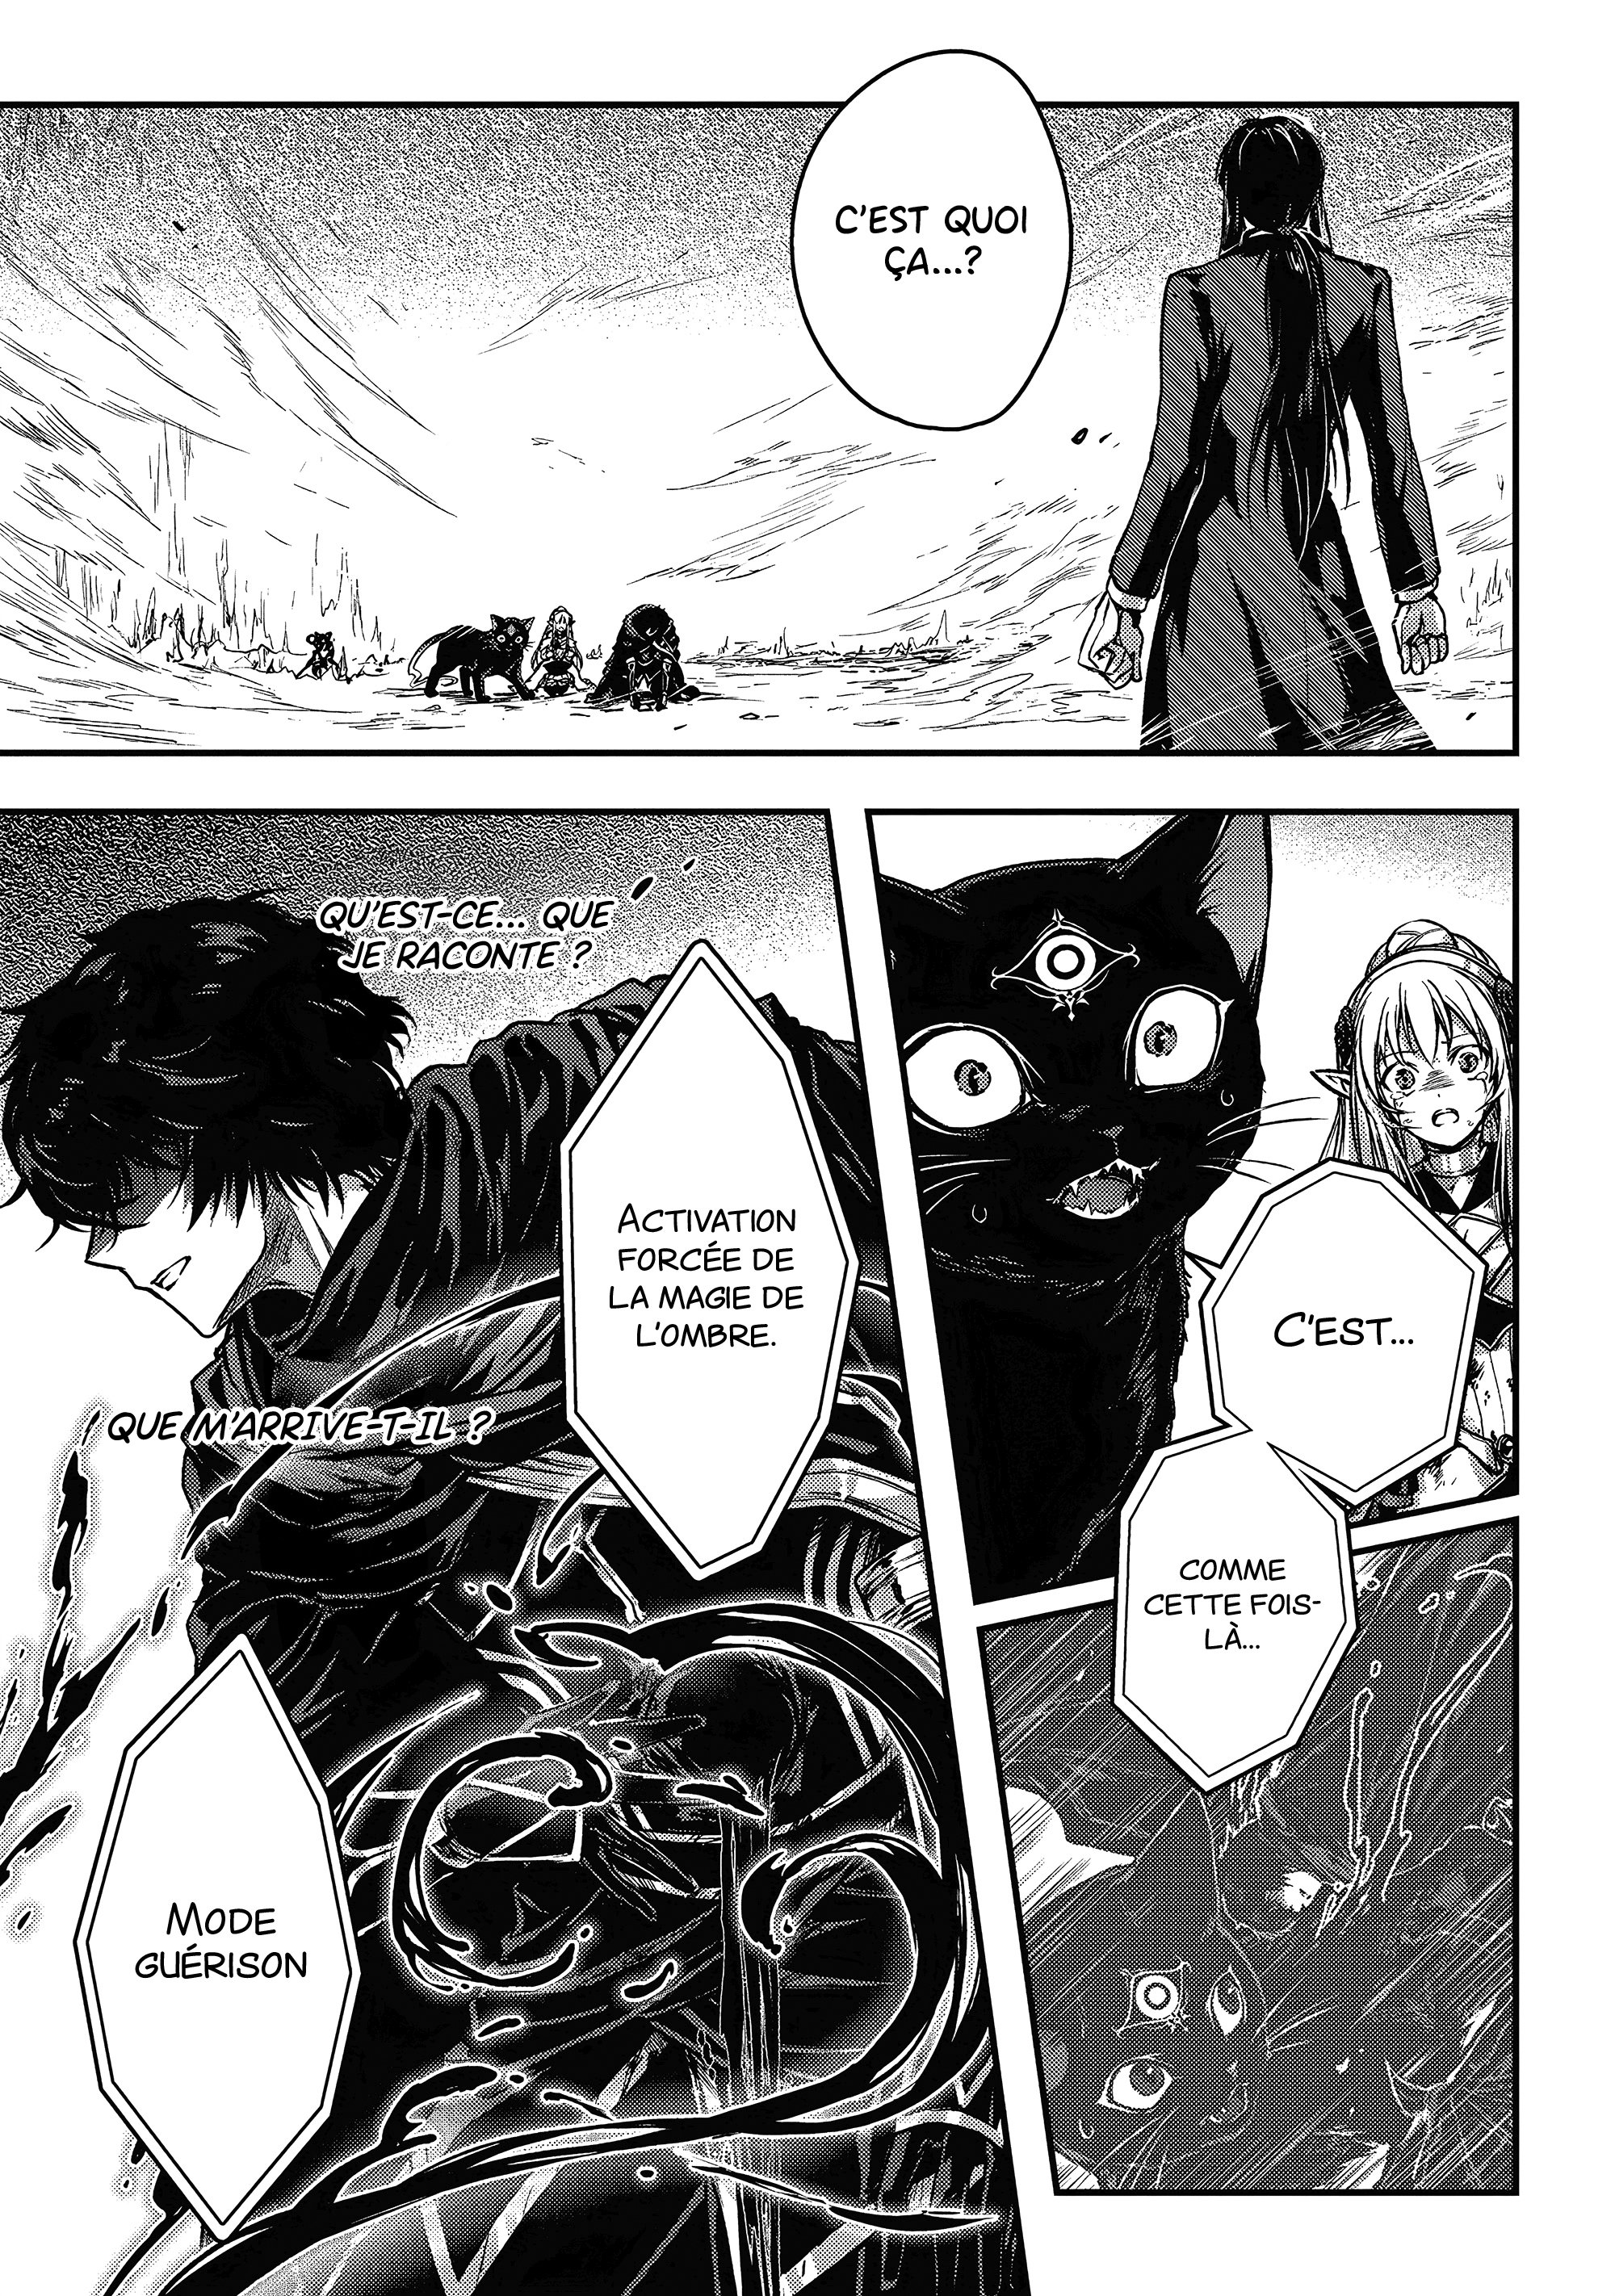 C'EST QUOI
ÇA...?
C'EST...
COMME
CETTE FOIS-
LÀ...
QU'EST-CE... QUE
JE RACONTE ?
ACTIVATION
FORCÉE DE
LA MAGIE DE
L'OMBRE.
QUE M'ARRIVE-T-IL ?
MODE
GUÉRISON